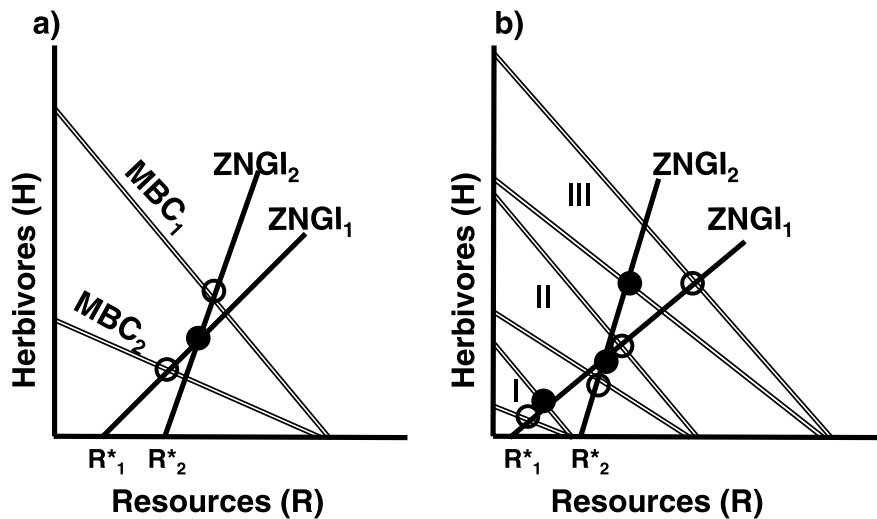 a)
Herbivores (H)
MBC₁
MBC₂
ZNGI₂
ZNGI₁
R*₁
R*₂
Resources (R)
b)
Herbivores (H)
III
II
I
ZNGI₂
ZNGI₁
R*₁
R*₂
Resources (R)